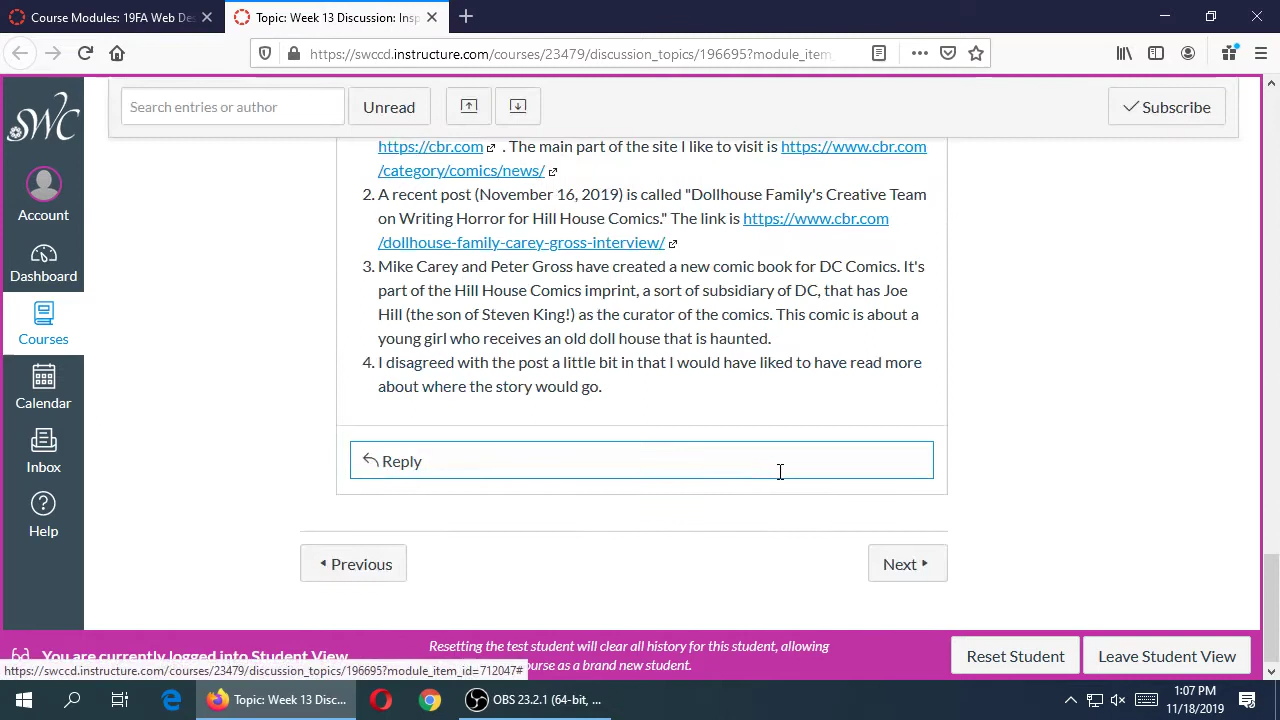 Course Modules: 19FA Web De
Topic: Week 13 Discussion: Insp
https://swccd.instructure.com/courses/23479/discussion_topics/196695?module_item_
SWC
Account
Dashboard
Courses
Calendar
Inbox
Help
Search entries or author
Unread
Subscribe
https://cbr.com . The main part of the site I like to visit is https://www.cbr.com
/category/comics/news/
2. A recent post (November 16, 2019) is called "Dollhouse Family's Creative Team
on Writing Horror for Hill House Comics." The link is https://www.cbr.com
/dollhouse-family-carey-gross-interview/
3. Mike Carey and Peter Gross have created a new comic book for DC Comics. It's
part of the Hill House Comics imprint, a sort of subsidiary of DC, that has Joe
Hill (the son of Steven King!) as the curator of the comics. This comic is about a
young girl who receives an old doll house that is haunted.
4. I disagreed with the post a little bit in that I would have liked to have read more
about where the story would go.
Reply
Previous
Next
You are currently logged into Student View
Resetting the test student will clear all history for this student, allowing
ourse as a brand new student.
Reset Student
Leave Student View
https://swccd.instructure.com/courses/23479/discussion_topics/196695?module_item_id=712047#
Topic: Week 13 Disc...
OBS 23.2.1 (64-bit, ...
1:07 PM
11/18/2019